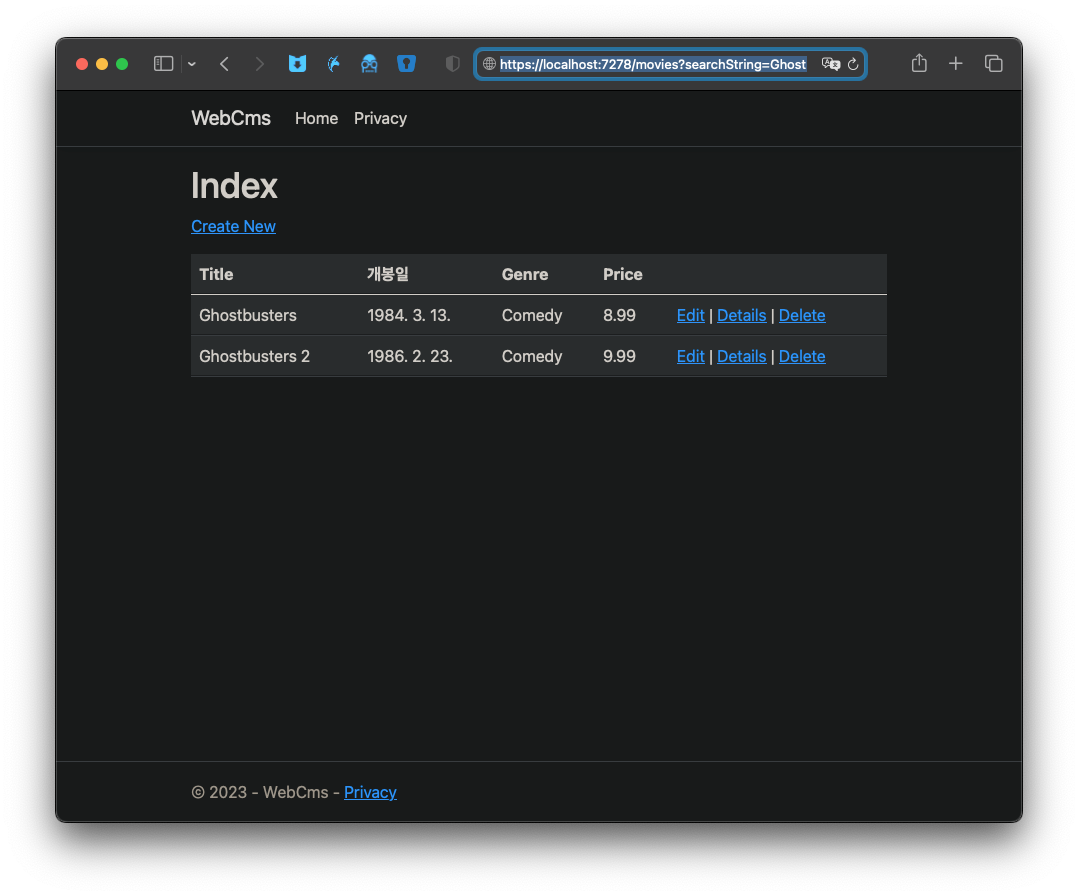 https://localhost:7278/movies?searchString=Ghost
WebCms Home Privacy
Index
Create New
Title 개봉일 Genre Price
Ghostbusters 1984. 3. 13. Comedy 8.99 Edit | Details | Delete
Ghostbusters 2 1986. 2. 23. Comedy 9.99 Edit | Details | Delete
© 2023 - WebCms - Privacy